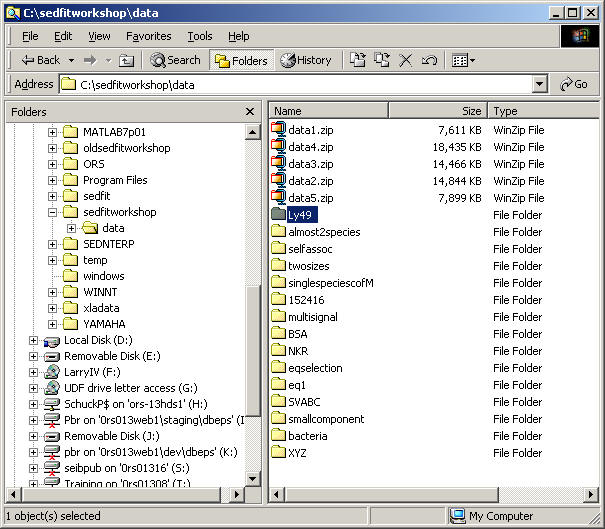 C:\sedfitworkshop\data
File Edit View Favorites Tools Help
Back Search Folders History
Address C:\sedfitworkshop\data Go
Folders
MATLAB7p01
oldsedfitworkshop
ORS
Program Files
sedfit
sedfitworkshop
data
SEDNTERP
temp
windows
WINNT
xladata
YAMAHA
Local Disk (D:)
Removable Disk (E:)
LarryIV (F:)
UDF drive letter access (G:)
SchuckP$ on 'ors-13hds1' (H:)
Pbr on '0rs013web1\staging\dbeps' (I
Removable Disk (J:)
pbr on '0rs013web1\dev\dbeps' (K:)
seibpub on '0rs01316' (S:)
Training on '0rs01308' (T:)
Name Size Type
data1.zip 7,611 KB WinZip File
data4.zip 18,435 KB WinZip File
data3.zip 14,466 KB WinZip File
data2.zip 14,844 KB WinZip File
data5.zip 7,899 KB WinZip File
Ly49 File Folder
almost2species File Folder
selfassoc File Folder
twosizes File Folder
singlespeciescofM File Folder
152416 File Folder
multisignal File Folder
BSA File Folder
NKR File Folder
eqselection File Folder
eq1 File Folder
SVABC File Folder
smallcomponent File Folder
bacteria File Folder
XYZ File Folder
1 object(s) selected My Computer